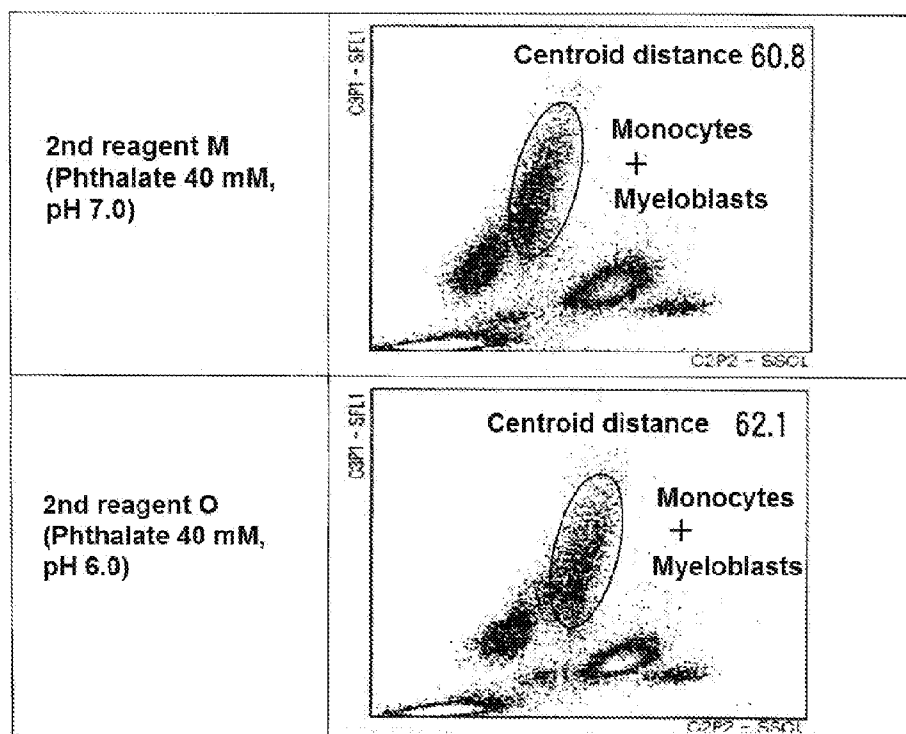 2nd reagent M
(Phthalate 40 mM,
pH 7.0)
C3P1 - SFL1
Centroid distance 60.8
Monocytes
+
Myeloblasts
C2P2 - SSC1
2nd reagent O
(Phthalate 40 mM,
pH 6.0)
C3P1 - SFL1
Centroid distance 62.1
Monocytes
+
Myeloblasts
C2P2 - SSC1